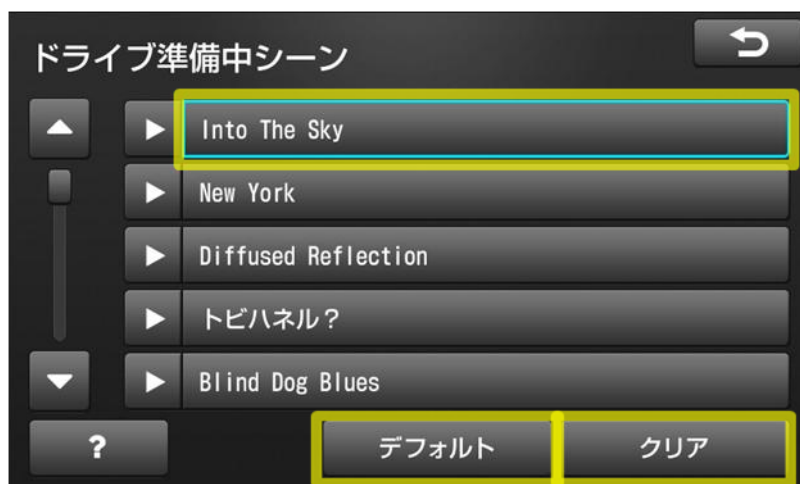 ドライブ準備中シーン
Into The Sky
New York
Diffused Reflection
トビハネル？
Blind Dog Blues
? デフォルト クリア